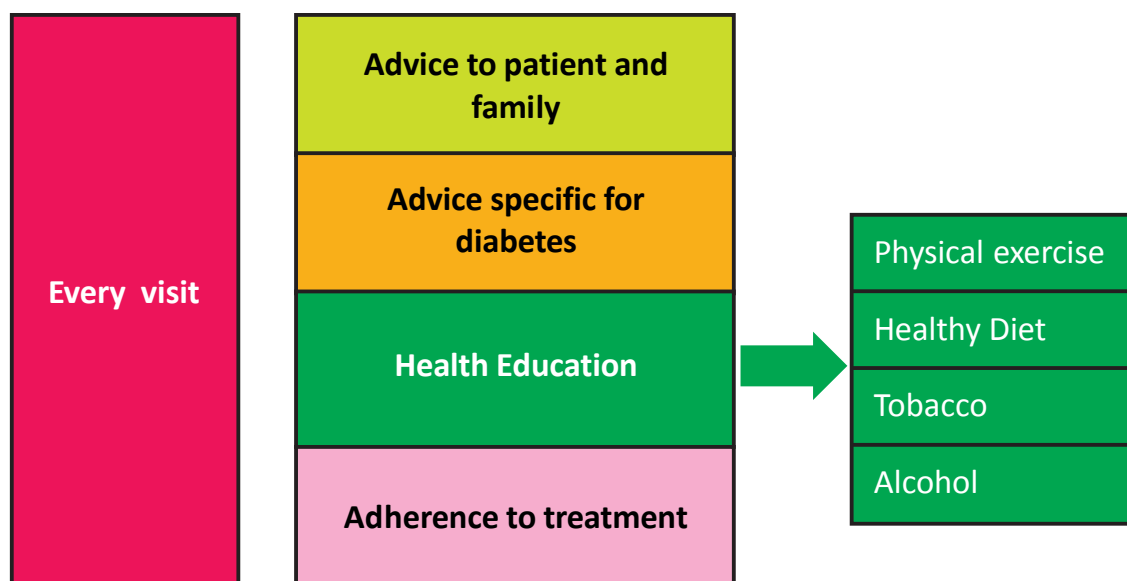 Every visit
Advice to patient and
family
Advice specific for
diabetes
Health Education
Adherence to treatment
Physical exercise
Healthy Diet
Tobacco
Alcohol